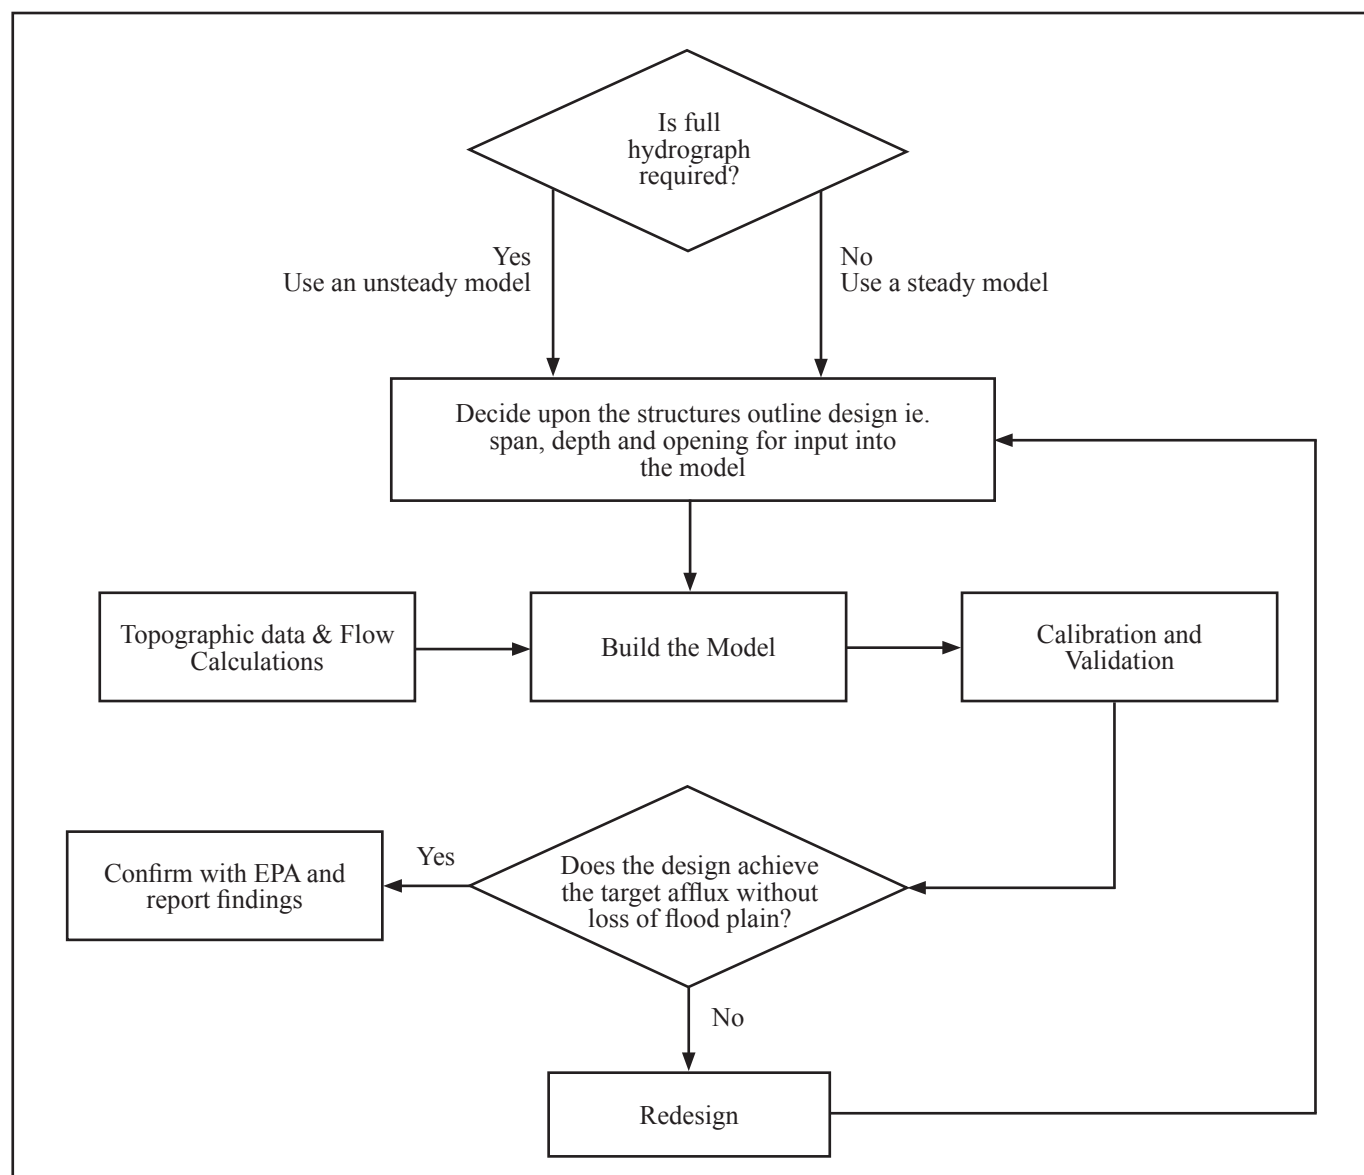 Is full
hydrograph
required?
Yes
Use an unsteady model
No
Use a steady model
Decide upon the structures outline design ie.
span, depth and opening for input into
the model
Topographic data & Flow
Calculations
Build the Model
Calibration and
Validation
Confirm with EPA and
report findings
Yes
Does the design achieve
the target afflux without
loss of flood plain?
No
Redesign